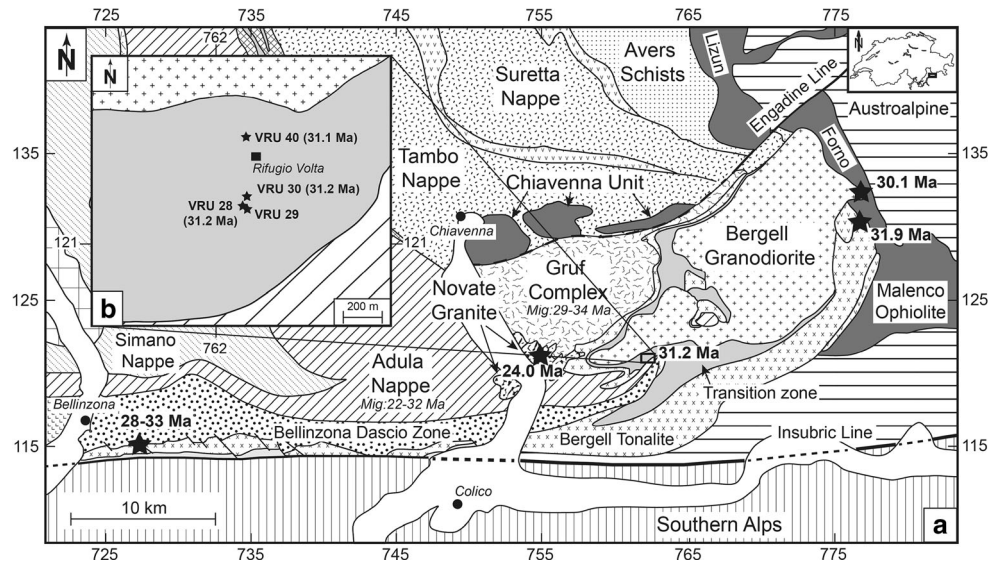 725
735
745
755
765
775
N
762
N
VRU 40 (31.1 Ma)
Rifugio Volta
VRU 30 (31.2 Ma)
VRU 28
(31.2 Ma)
VRU 29
200 m
b
Suretta
Nappe
Avers
Schists
Lizun
Engadine Line
Austroalpine
135
135
Tambo
Nappe
Forno
30.1 Ma
Chiavenna Unit
31.9 Ma
121
121
Chiavenna
Bergell
Granodiorite
Gruf
Complex
Mig:29-34 Ma
Novate
Granite
Malenco
Ophiolite
125
125
Simano
Nappe
762
Adula
Nappe
Mig:22-32 Ma
24.0 Ma
31.2 Ma
Transition zone
Bellinzona
28-33 Ma
Bellinzona Dascio Zone
Bergell Tonalite
Insubric Line
115
115
10 km
Colico
Southern Alps
a
725
735
745
755
765
775